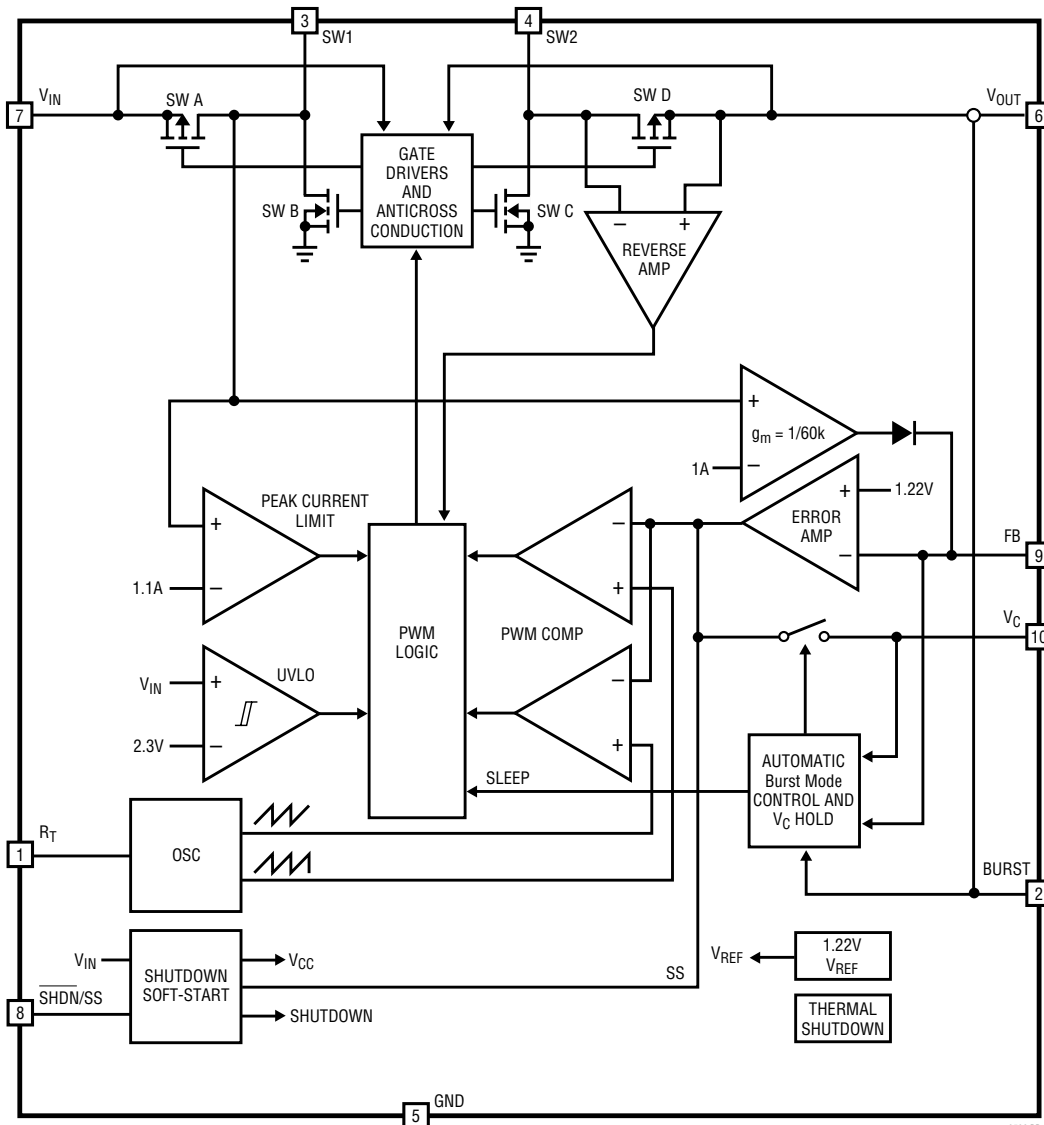 3
SW1
4
SW2
7
VIN
SW A
SW D
VOUT
6
GATE
DRIVERS
AND
ANTICROSS
CONDUCTION
SW B
SW C
–
+
REVERSE
AMP
+
gm = 1/60k
1A
–
PEAK CURRENT
LIMIT
+
1.1A
–
–
+
PWM COMP
+
1.22V
ERROR
AMP
–
FB
9
VC
10
PWM
LOGIC
UVLO
VIN
+
2.3V
–
–
+
SLEEP
AUTOMATIC
Burst Mode
CONTROL AND
VC HOLD
RT
1
OSC
BURST
2
VIN
SHDN/SS
8
SHUTDOWN
SOFT-START
VCC
SHUTDOWN
SS
VREF
1.22V
VREF
THERMAL
SHUTDOWN
5
GND